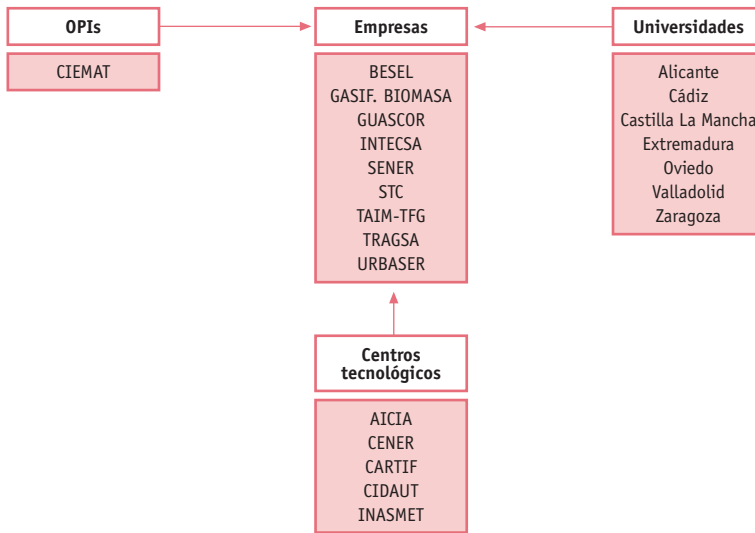 OPIs
CIEMAT
Empresas
BESEL
GASIF. BIOMASA
GUASCOR
INTECSA
SENER
STC
TAIM-TFG
TRAGSA
URBASER
Universidades
Alicante
Cádiz
Castilla La Mancha
Extremadura
Oviedo
Valladolid
Zaragoza
Centros
tecnológicos
AICIA
CENER
CARTIF
CIDAUT
INASMET